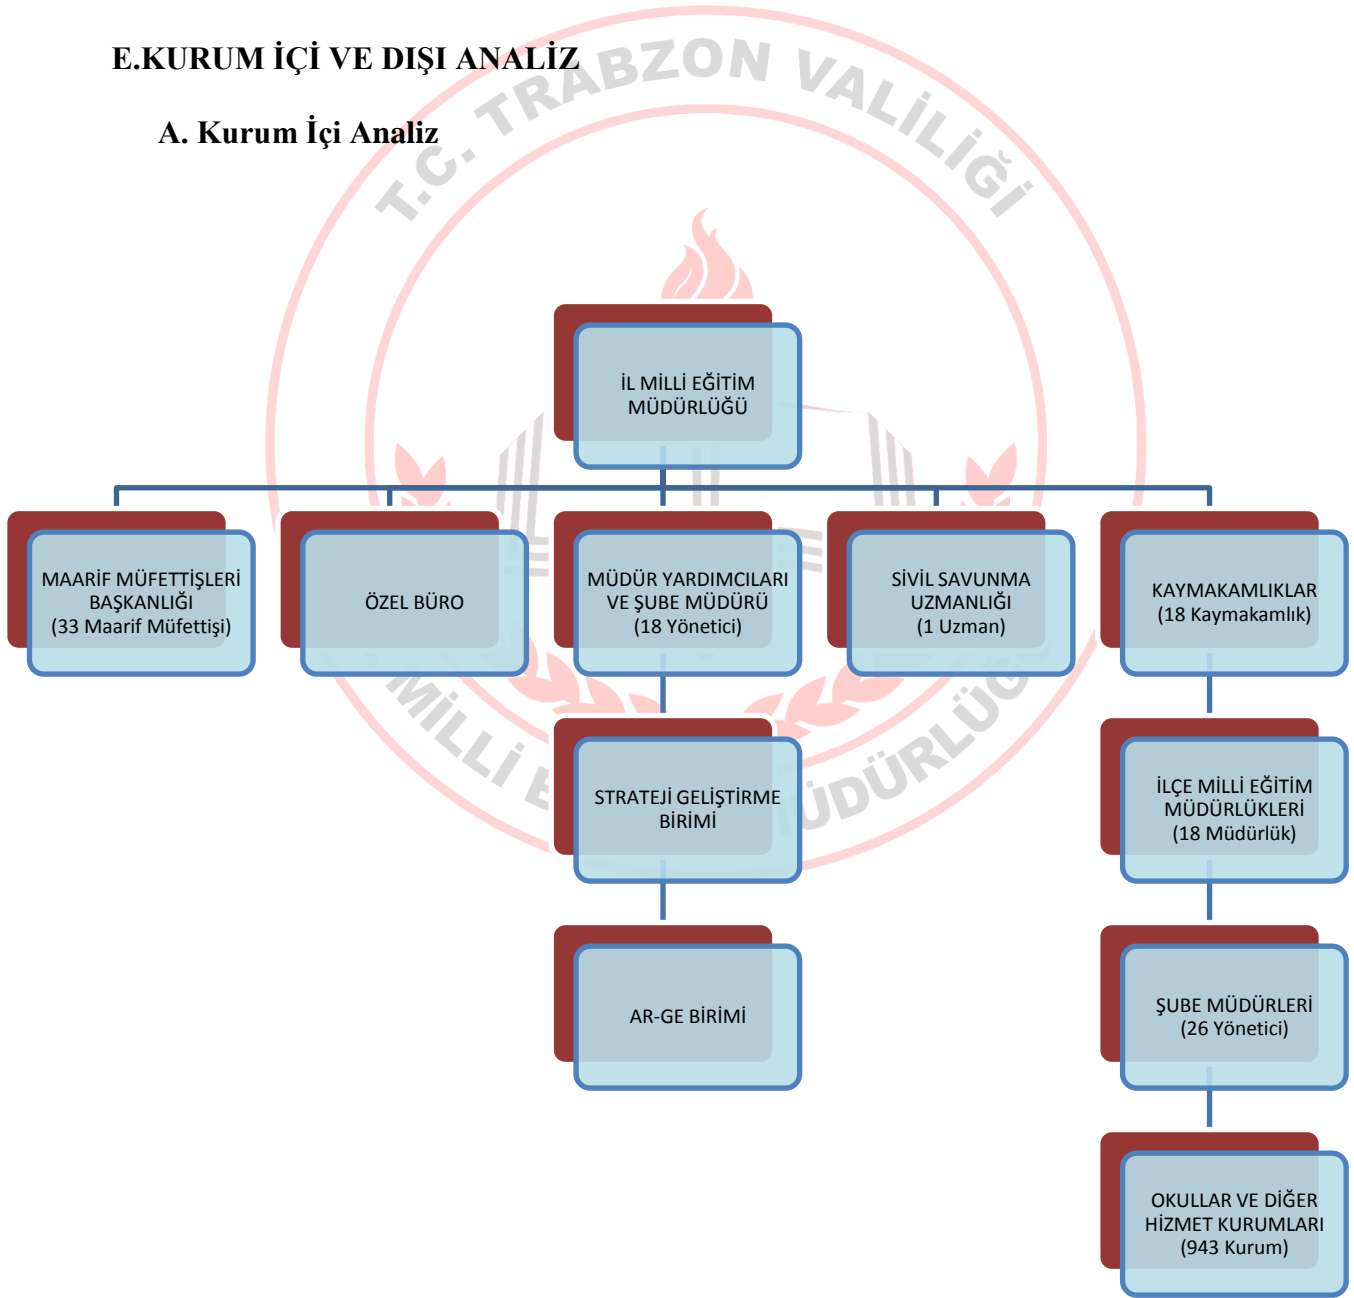 E.KURUM İÇİ VE DIŞI ANALİZ
A. Kurum İçi Analiz
T.C. TRABZON VALİLİĞİ
İL MİLLİ EĞİTİM
MÜDÜRLÜĞÜ
MAARİF MÜFETTİŞLERİ
BAŞKANLIĞI
(33 Maarif Müfettişi)
ÖZEL BÜRO
MÜDÜR YARDIMCILARI
VE ŞUBE MÜDÜRÜ
(18 Yönetici)
SİVİL SAVUNMA
UZMANLIĞI
(1 Uzman)
KAYMAKAMLIKLAR
(18 Kaymakamlık)
STRATEJİ GELİŞTİRME
BİRİMİ
İLÇE MİLLİ EĞİTİM
MÜDÜRLÜKLERİ
(18 Müdürlük)
AR-GE BİRİMİ
ŞUBE MÜDÜRLERİ
(26 Yönetici)
OKULLAR VE DİĞER
HİZMET KURUMLARI
(943 Kurum)
MİLLİ